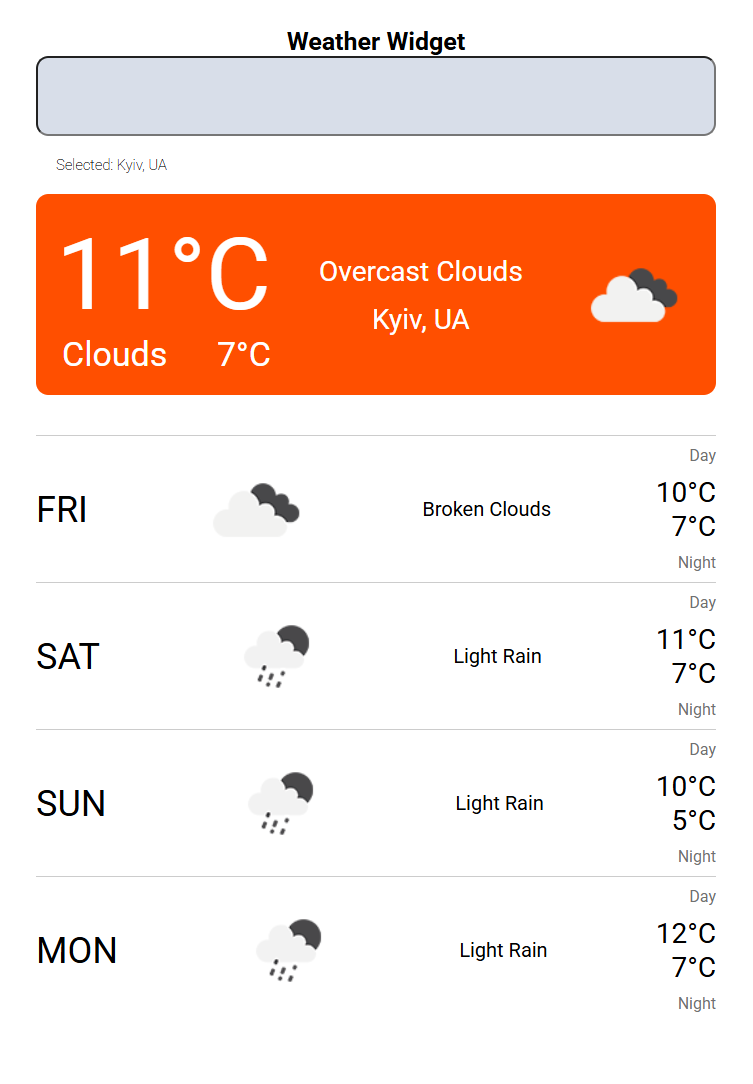 Weather Widget
Selected: Kyiv, UA
11°C
Clouds 7°C
Overcast Clouds
Kyiv, UA
Day
FRI
Broken Clouds
10°C
7°C
Night
Day
SAT
Light Rain
11°C
7°C
Night
Day
SUN
Light Rain
10°C
5°C
Night
Day
MON
Light Rain
12°C
7°C
Night